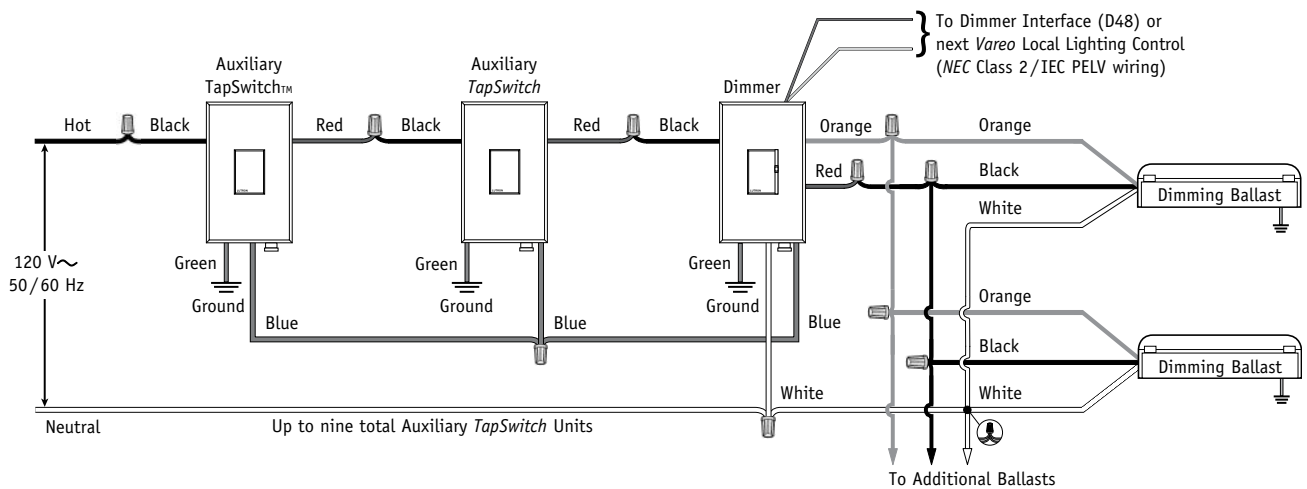 To Dimmer Interface (D48) or
next Vareo Local Lighting Control
(NEC Class 2/IEC PELV wiring)
Auxiliary
TapSwitch™
Auxiliary
TapSwitch
Dimmer
Hot
Black
Red
Black
Red
Black
Orange
Orange
Red
Black
White
Dimming Ballast
LUTRON
LUTRON
LUTRON
120 V~
50/60 Hz
Green
Ground
Green
Ground
Green
Blue
Blue
Blue
Orange
Black
White
Dimming Ballast
White
Neutral
Up to nine total Auxiliary TapSwitch Units
To Additional Ballasts